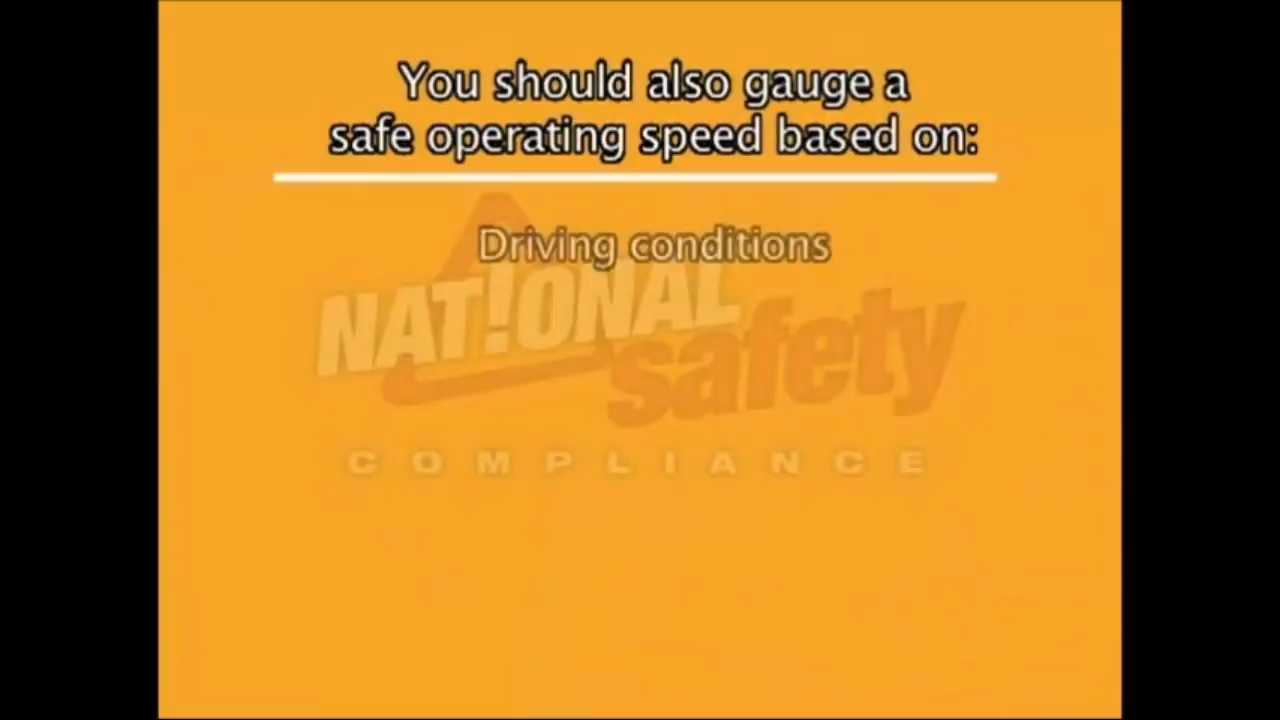 You should also gauge a
safe operating speed based on:
Driving conditions
NAT!ONAL
safety
COMPLIANCE